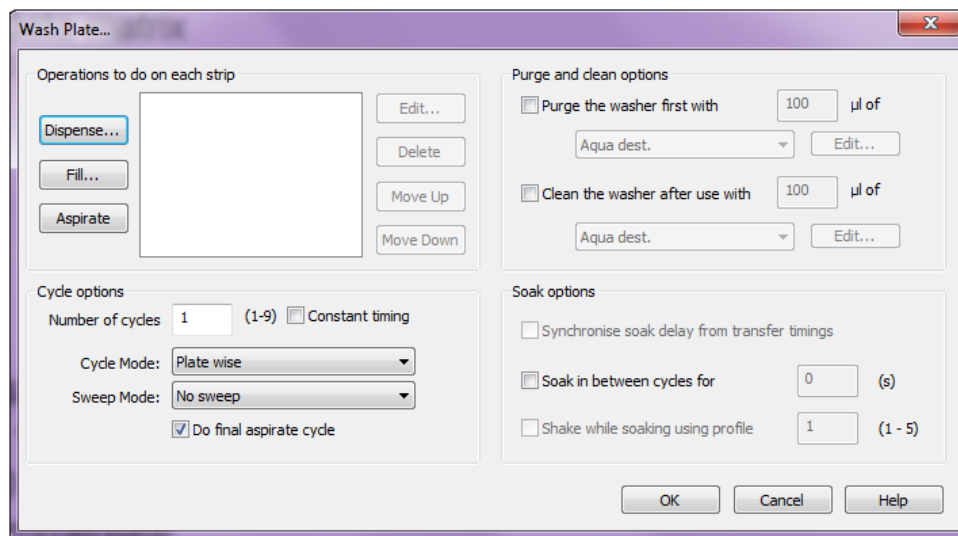 Wash Plate...
Operations to do on each strip
Dispense...
Fill...
Aspirate
Edit...
Delete
Move Up
Move Down
Purge and clean options
Purge the washer first with 100 µl of
Aqua dest. Edit...
Clean the washer after use with 100 µl of
Aqua dest. Edit...
Cycle options
Number of cycles 1 (1-9) Constant timing
Cycle Mode: Plate wise
Sweep Mode: No sweep
Do final aspirate cycle
Soak options
Synchronise soak delay from transfer timings
Soak in between cycles for 0 (s)
Shake while soaking using profile 1 (1 - 5)
OK Cancel Help